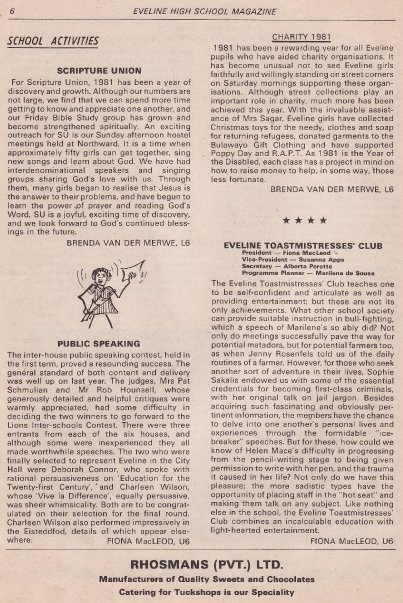 6
EVELINE HIGH SCHOOL MAGAZINE
SCHOOL ACTIVITIES
SCRIPTURE UNION
For Scripture Union, 1981 has been a year of
discovery and growth. Although our numbers are
not large, we find that we can spend more time
getting to know and appreciate one another, and
our Friday Bible Study group has grown and
become strengthened spiritually. An exciting
outreach for SU is our Sunday afternoon hostel
meetings held at Northward. It is a time when
approximately fifty girls can get together, sing
new songs and learn about God. We have had
interdenominational speakers and singing
groups sharing God's love with us. Through
them, many girls began to realise that Jesus is
the answer to their problems, and have begun to
learn the power of prayer and reading God's
Word. SU is a joyful, exciting time of discovery,
and we look forward to God's continued bless-
ings in the future.
BRENDA VAN DER MERWE, L6
PUBLIC SPEAKING
The inter-house public speaking contest, held in
the first term, proved a resounding success. The
general standard of both content and delivery
was well up on last year. The judges, Mrs Pat
Schmulian and Mr Rob Hounsell, whose
generously detailed and helpful critiques were
warmly appreciated, had some difficulty in
deciding the two winners to go forward to the
Lions Inter-schools Contest. There were three
entrants from each of the six houses, and
although some were inexperienced they all
made worthwhile speeches. The two who were
finally selected to represent Eveline in the City
Hall were Deborah Connor, who spoke with
rational persuasiveness on 'Education for the
Twenty-first Century', and Charleen Wilson,
whose 'Vive la Difference', equally persuasive,
was sheer whimsicality. Both are to be congrat-
ulated on their selection for the final round.
Charleen Wilson also performed impressively in
the Eisteddfod, details of which appear else-
where.
FIONA MacLEOD, U6
CHARITY 1981
1981 has been a rewarding year for all Eveline
pupils who have aided charity organisations. It
has become unusual not to see Eveline girls
faithfully and willingly standing on street corners
on Saturday mornings supporting these organ-
isations. Although street collections play an
important role in charity, much more has been
achieved this year. With the invaluable assist-
ance of Mrs Sagar, Eveline girls have collected
Christmas toys for the needy, clothes and soap
for returning refugees, donated garments to the
Bulawayo Gift Clothing and have supported
Poppy Day and R.A.P.T. As 1981 is the Year of
the Disabled, each class has a project in mind on
how to raise money to help, in some way, those
less fortunate.
BRENDA VAN DER MERWE, L6
★ ★ ★ ★
EVELINE TOASTMISTRESSES' CLUB
President — Fiona MacLeod
Vice-President — Susanna Apps
Secretary — Alberta Perotta
Programme Planner — Marilene de Sousa
The Eveline Toastmistresses' Club teaches one
to be self-confident and articulate as well as
providing entertainment; but these are not its
only achievements. What other school society
can provide suitable instruction in bull-fighting,
which a speech of Marilene's so ably did? Not
only do meetings successfully pave the way for
potential matadors, but for potential farmers too,
as when Jenny Rosenfels told us of the daily
routines of a farmer. However, for those who seek
another sort of adventure in their lives, Sophie
Sakalis endowed us with some of the essential
credentials for becoming first-class criminals,
with her original talk on jail jargon. Besides
acquiring such fascinating and obviously per-
tinent information, the members have the chance
to delve into one another's personal lives and
experiences through the formidable "ice-
breaker" speeches. But for these, how could we
know of Helen Mace's difficulty in progressing
from the pencil-writing stage to being given
permission to write with her pen, and the trauma
it caused in her life? Not only do we have this
pleasure; the more sadistic types have the
opportunity of placing staff in the "hot seat" and
making them talk on any subject. Like nothing
else in the school, the Eveline Toastmistresses'
Club combines an incalculable education with
light-hearted entertainment.
FIONA MacLEOD, U6
RHOSMANS (PVT.) LTD.
Manufacturers of Quality Sweets and Chocolates
Catering for Tuckshops is our Speciality